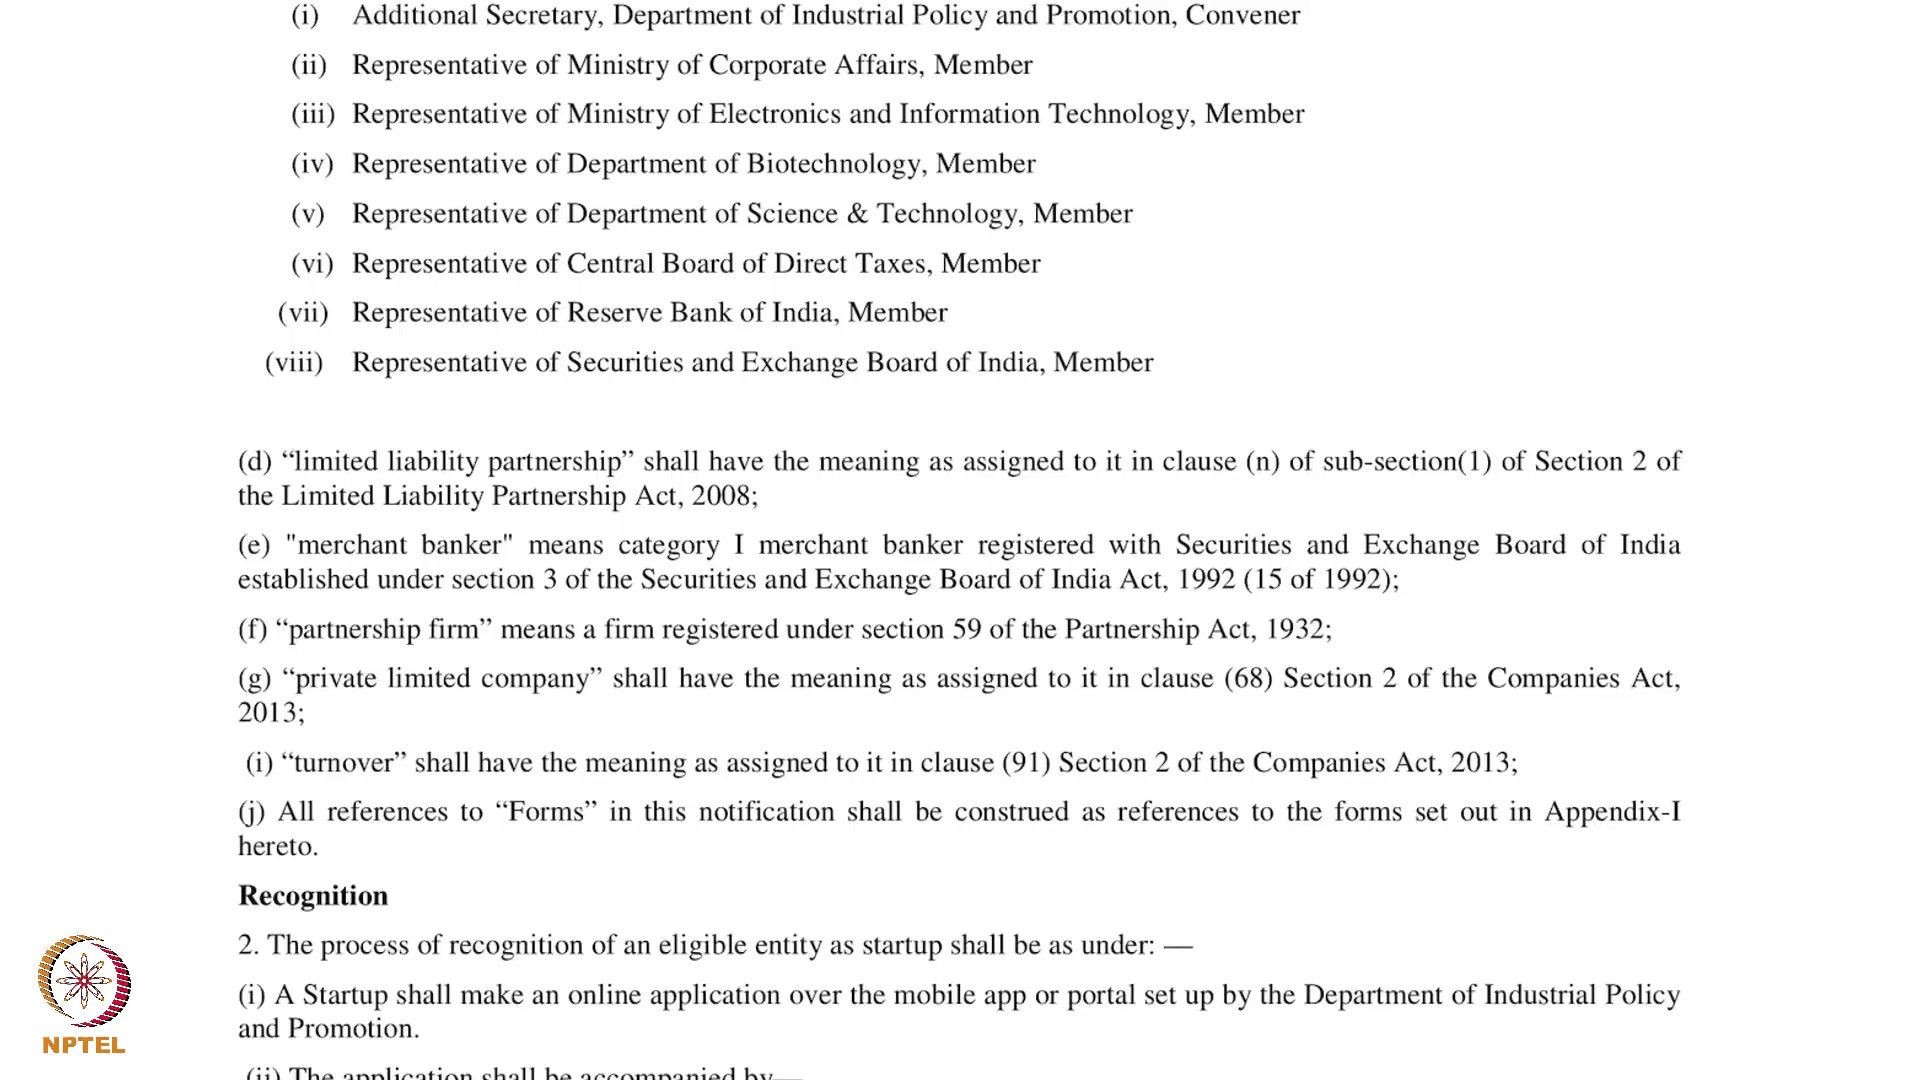 (i) Additional Secretary, Department of Industrial Policy and Promotion, Convener
(ii) Representative of Ministry of Corporate Affairs, Member
(iii) Representative of Ministry of Electronics and Information Technology, Member
(iv) Representative of Department of Biotechnology, Member
(v) Representative of Department of Science & Technology, Member
(vi) Representative of Central Board of Direct Taxes, Member
(vii) Representative of Reserve Bank of India, Member
(viii) Representative of Securities and Exchange Board of India, Member
(d) “limited liability partnership” shall have the meaning as assigned to it in clause (n) of sub-section(1) of Section 2 of
the Limited Liability Partnership Act, 2008;
(e) "merchant banker" means category I merchant banker registered with Securities and Exchange Board of India
established under section 3 of the Securities and Exchange Board of India Act, 1992 (15 of 1992);
(f) “partnership firm” means a firm registered under section 59 of the Partnership Act, 1932;
(g) “private limited company” shall have the meaning as assigned to it in clause (68) Section 2 of the Companies Act,
2013;
(i) “turnover” shall have the meaning as assigned to it in clause (91) Section 2 of the Companies Act, 2013;
(j) All references to “Forms” in this notification shall be construed as references to the forms set out in Appendix-I
hereto.
Recognition
2. The process of recognition of an eligible entity as startup shall be as under: —
(i) A Startup shall make an online application over the mobile app or portal set up by the Department of Industrial Policy
and Promotion.
(ii) The application shall be accompanied by—
NPTEL